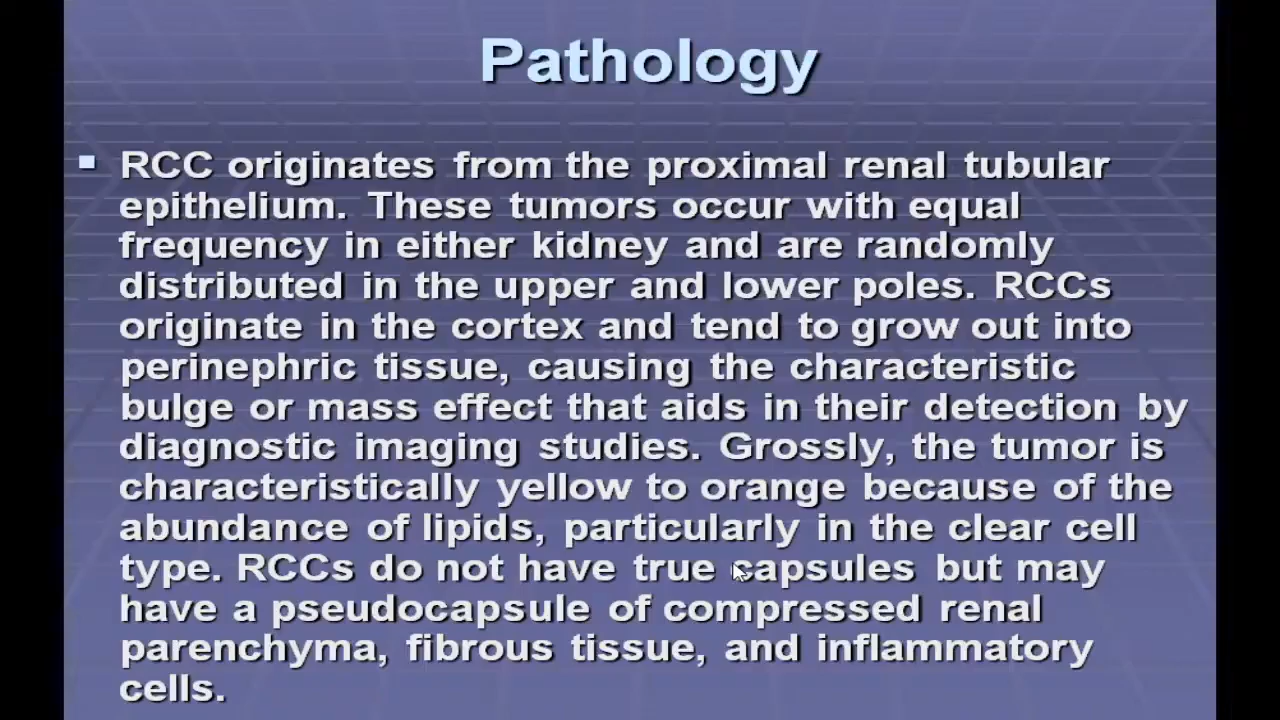 Pathology
RCC originates from the proximal renal tubular
epithelium. These tumors occur with equal
frequency in either kidney and are randomly
distributed in the upper and lower poles. RCCs
originate in the cortex and tend to grow out into
perinephric tissue, causing the characteristic
bulge or mass effect that aids in their detection by
diagnostic imaging studies. Grossly, the tumor is
characteristically yellow to orange because of the
abundance of lipids, particularly in the clear cell
type. RCCs do not have true capsules but may
have a pseudocapsule of compressed renal
parenchyma, fibrous tissue, and inflammatory
cells.